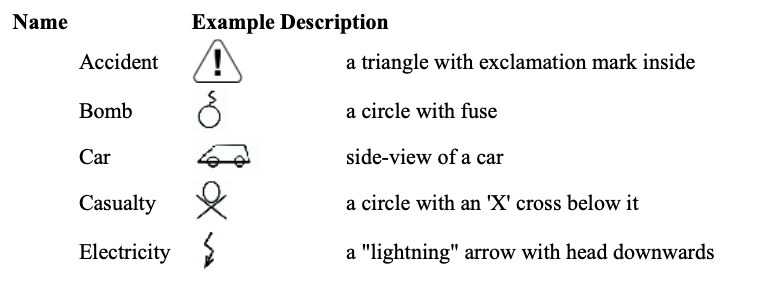 Name Example Description
Accident ! a triangle with exclamation mark inside
Bomb a circle with fuse
Car side-view of a car
Casualty a circle with an 'X' cross below it
Electricity a "lightning" arrow with head downwards